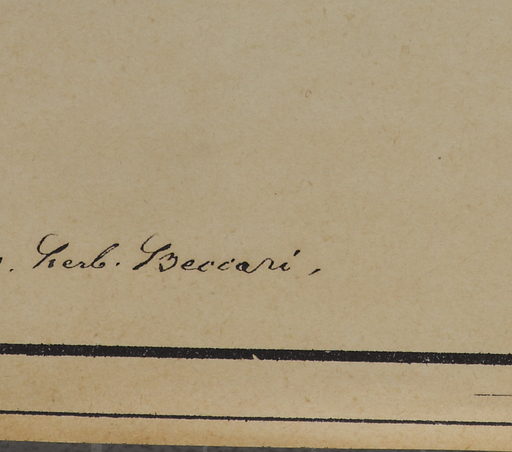 . Herb. Beccari,